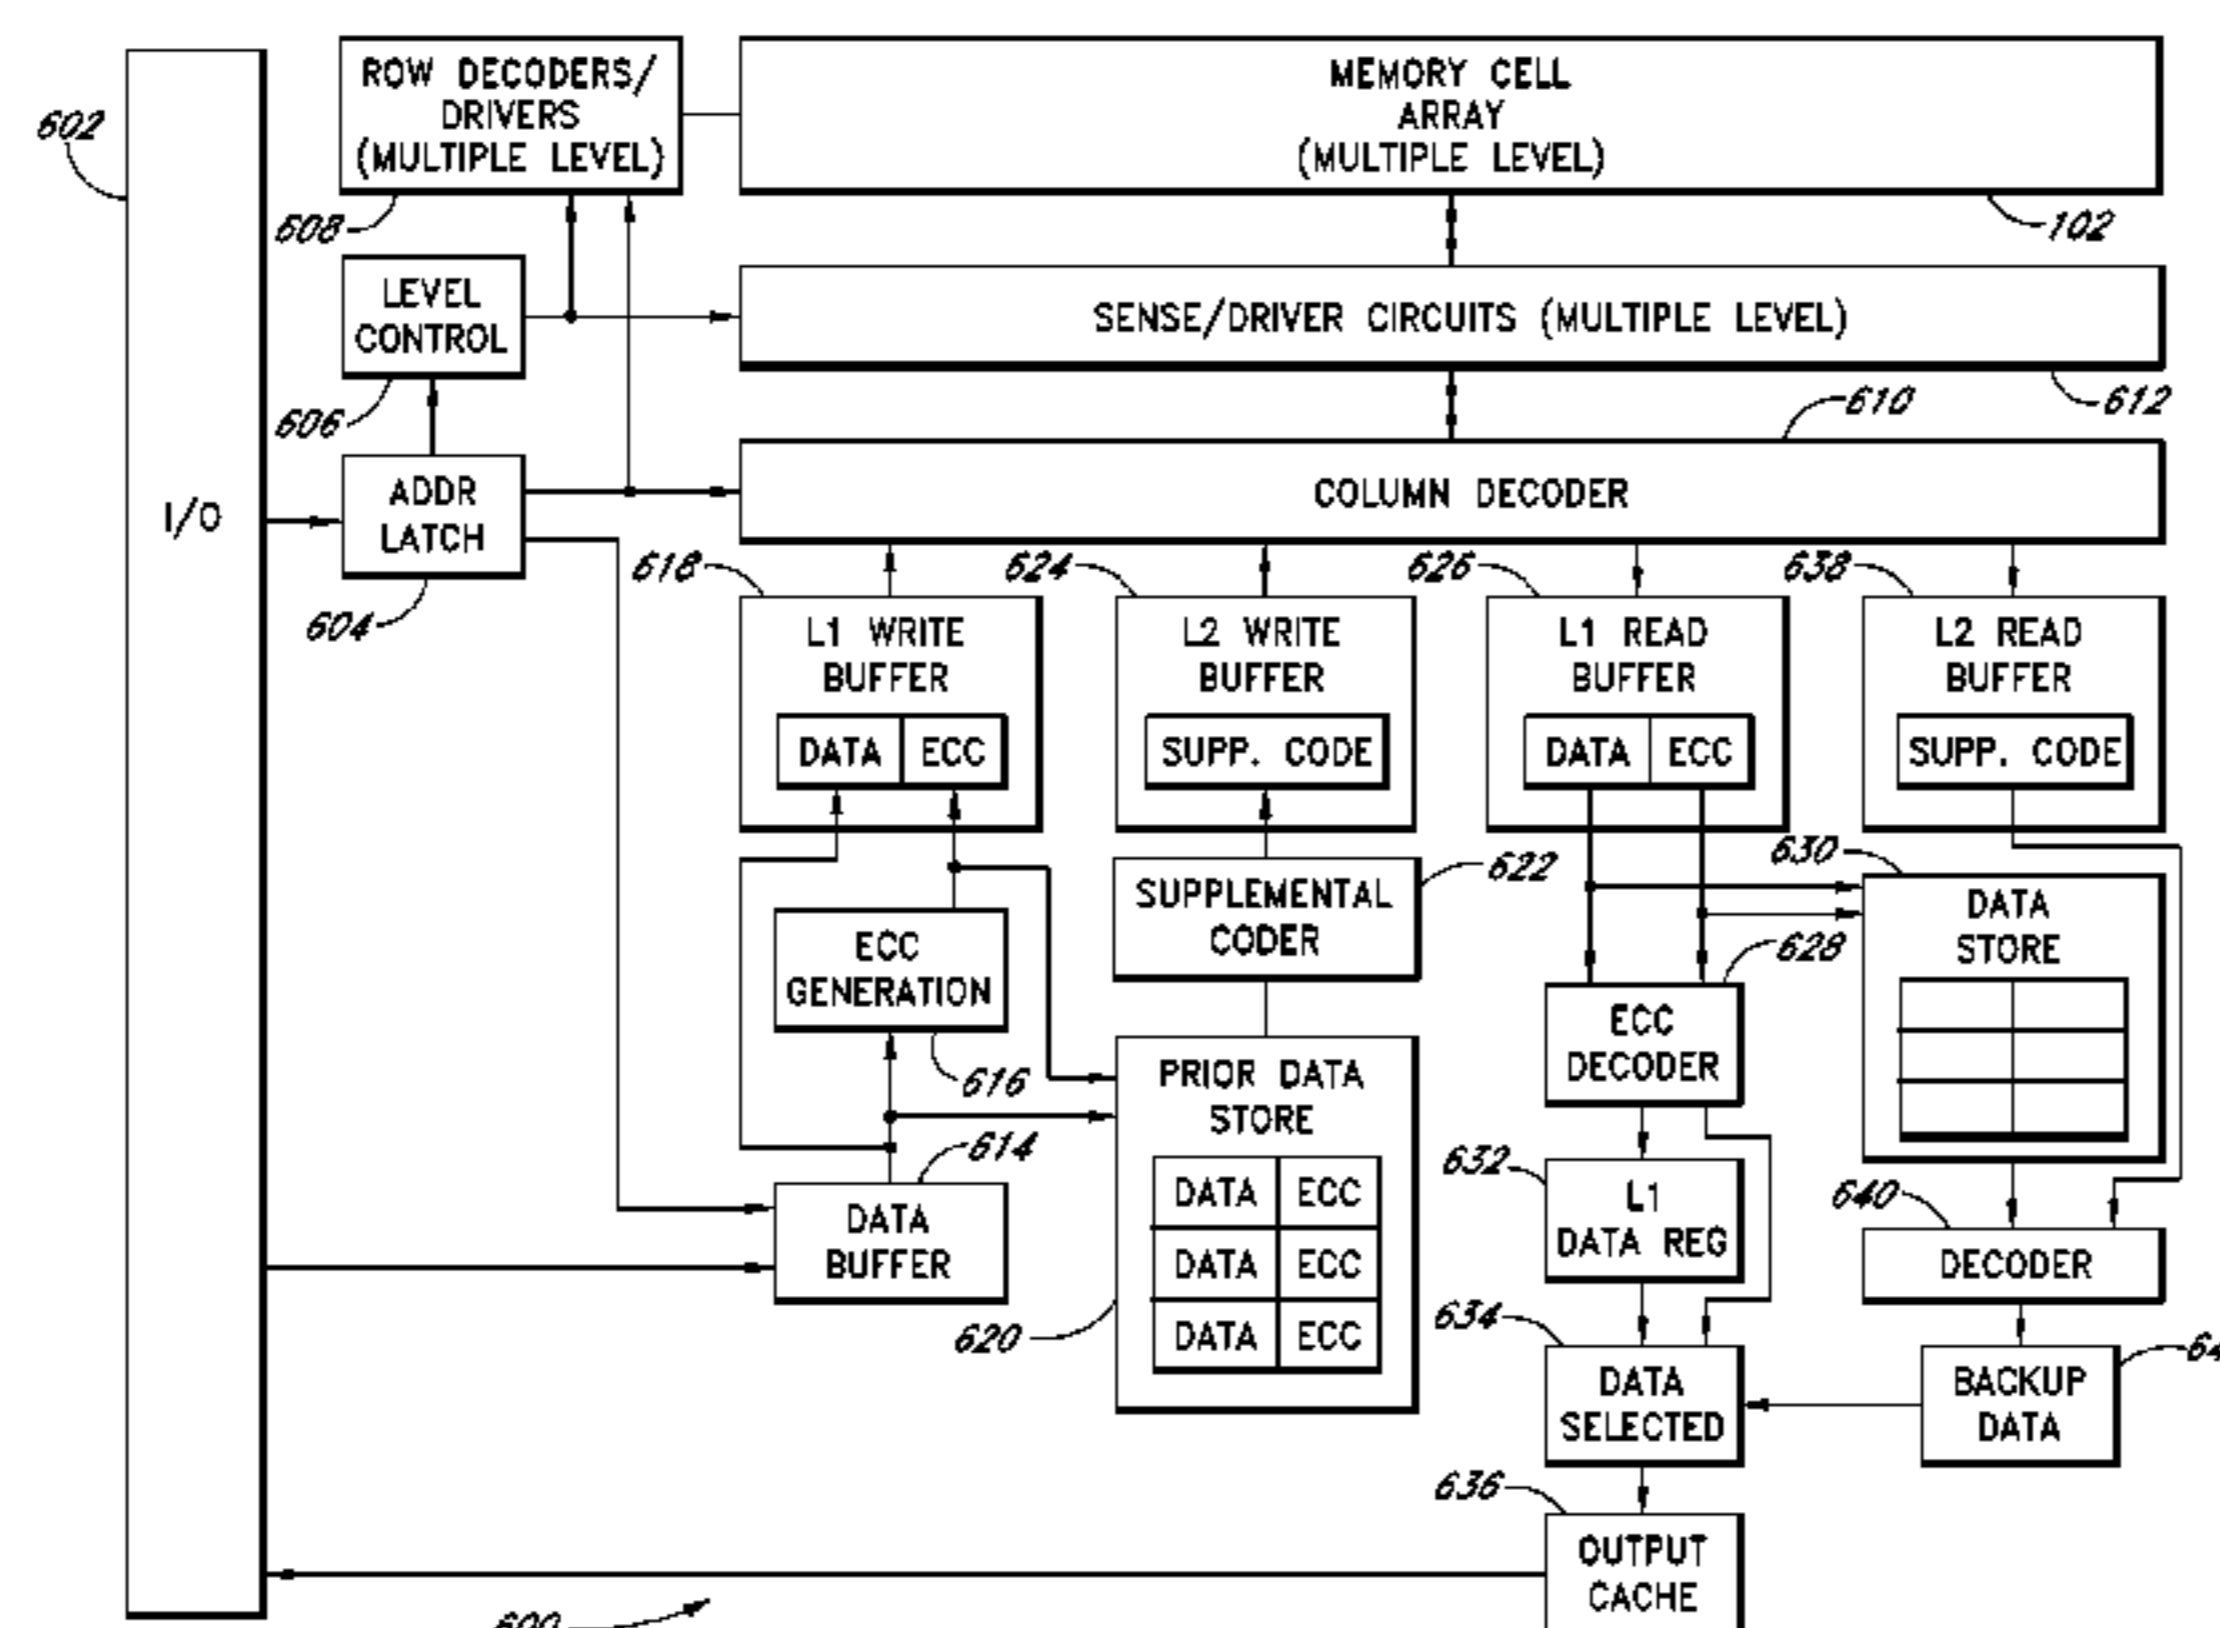 ROW DECODERS/
DRIVERS
(MULTIPLE LEVEL)
MEMORY CELL
ARRAY
(MULTIPLE LEVEL)
602
608
102
LEVEL
CONTROL
SENSE/DRIVER CIRCUITS (MULTIPLE LEVEL)
606
610
612
I/O
ADDR
LATCH
COLUMN DECODER
604
618
624
626
638
L1 WRITE
BUFFER
DATA
ECC
L2 WRITE
BUFFER
SUPP. CODE
L1 READ
BUFFER
DATA
ECC
L2 READ
BUFFER
SUPP. CODE
630
622
SUPPLEMENTAL
CODER
ECC
GENERATION
616
DATA
STORE
628
ECC
DECODER
PRIOR DATA
STORE
DATA
ECC
DATA
ECC
DATA
ECC
620
614
DATA
BUFFER
632
L1
DATA REG
640
DECODER
634
DATA
SELECTED
BACKUP
DATA
636
OUTPUT
CACHE
600